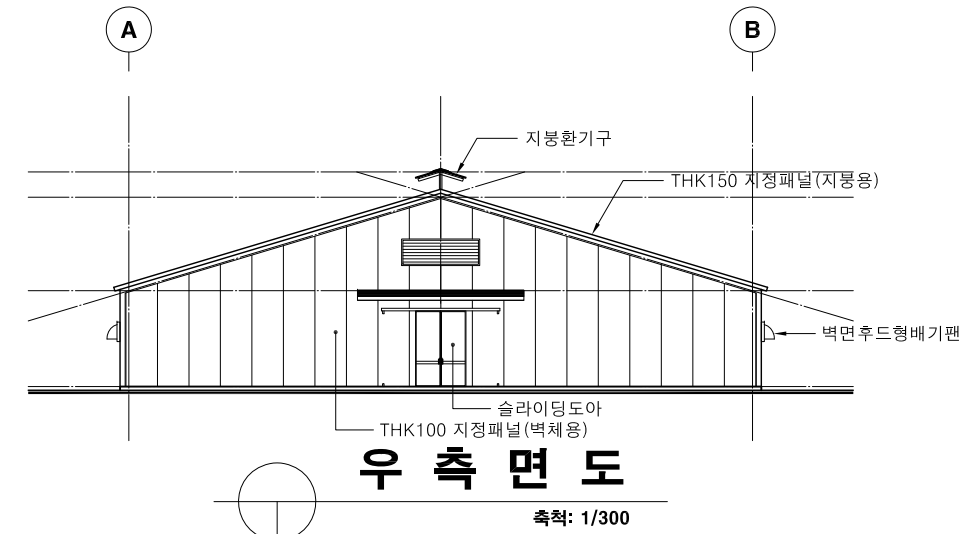 A
B
지붕환기구
THK150 지정패널(지붕용)
벽면후드형배기팬
슬라이딩도아
THK100 지정패널(벽체용)
우 측 면 도
축척: 1/300